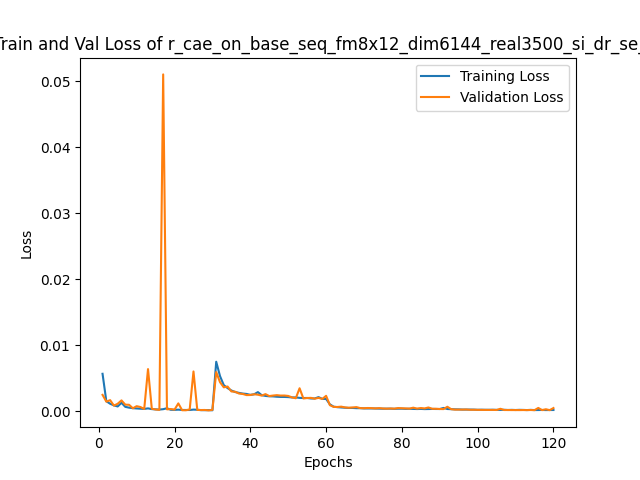 Train and Val Loss of r_cae_on_base_seq_fm8x12_dim6144_real3500_si_dr_se_
Training Loss
Validation Loss
0.05
0.04
0.03
0.02
0.01
0.00
Loss
0 20 40 60 80 100 120
Epochs